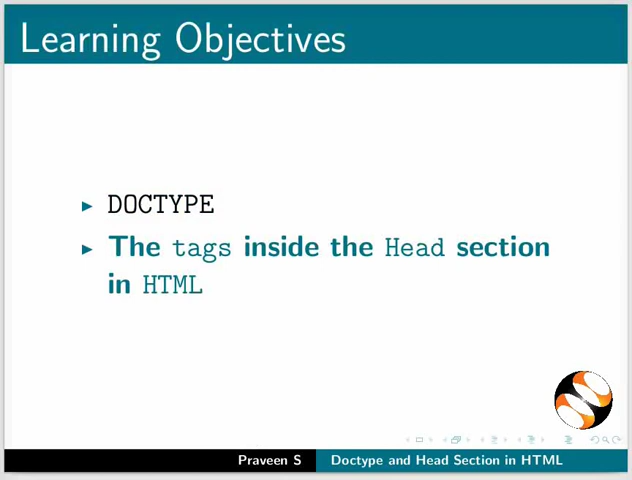 Learning Objectives
DOCTYPE
The tags inside the Head section
in HTML
Praveen S Doctype and Head Section in HTML